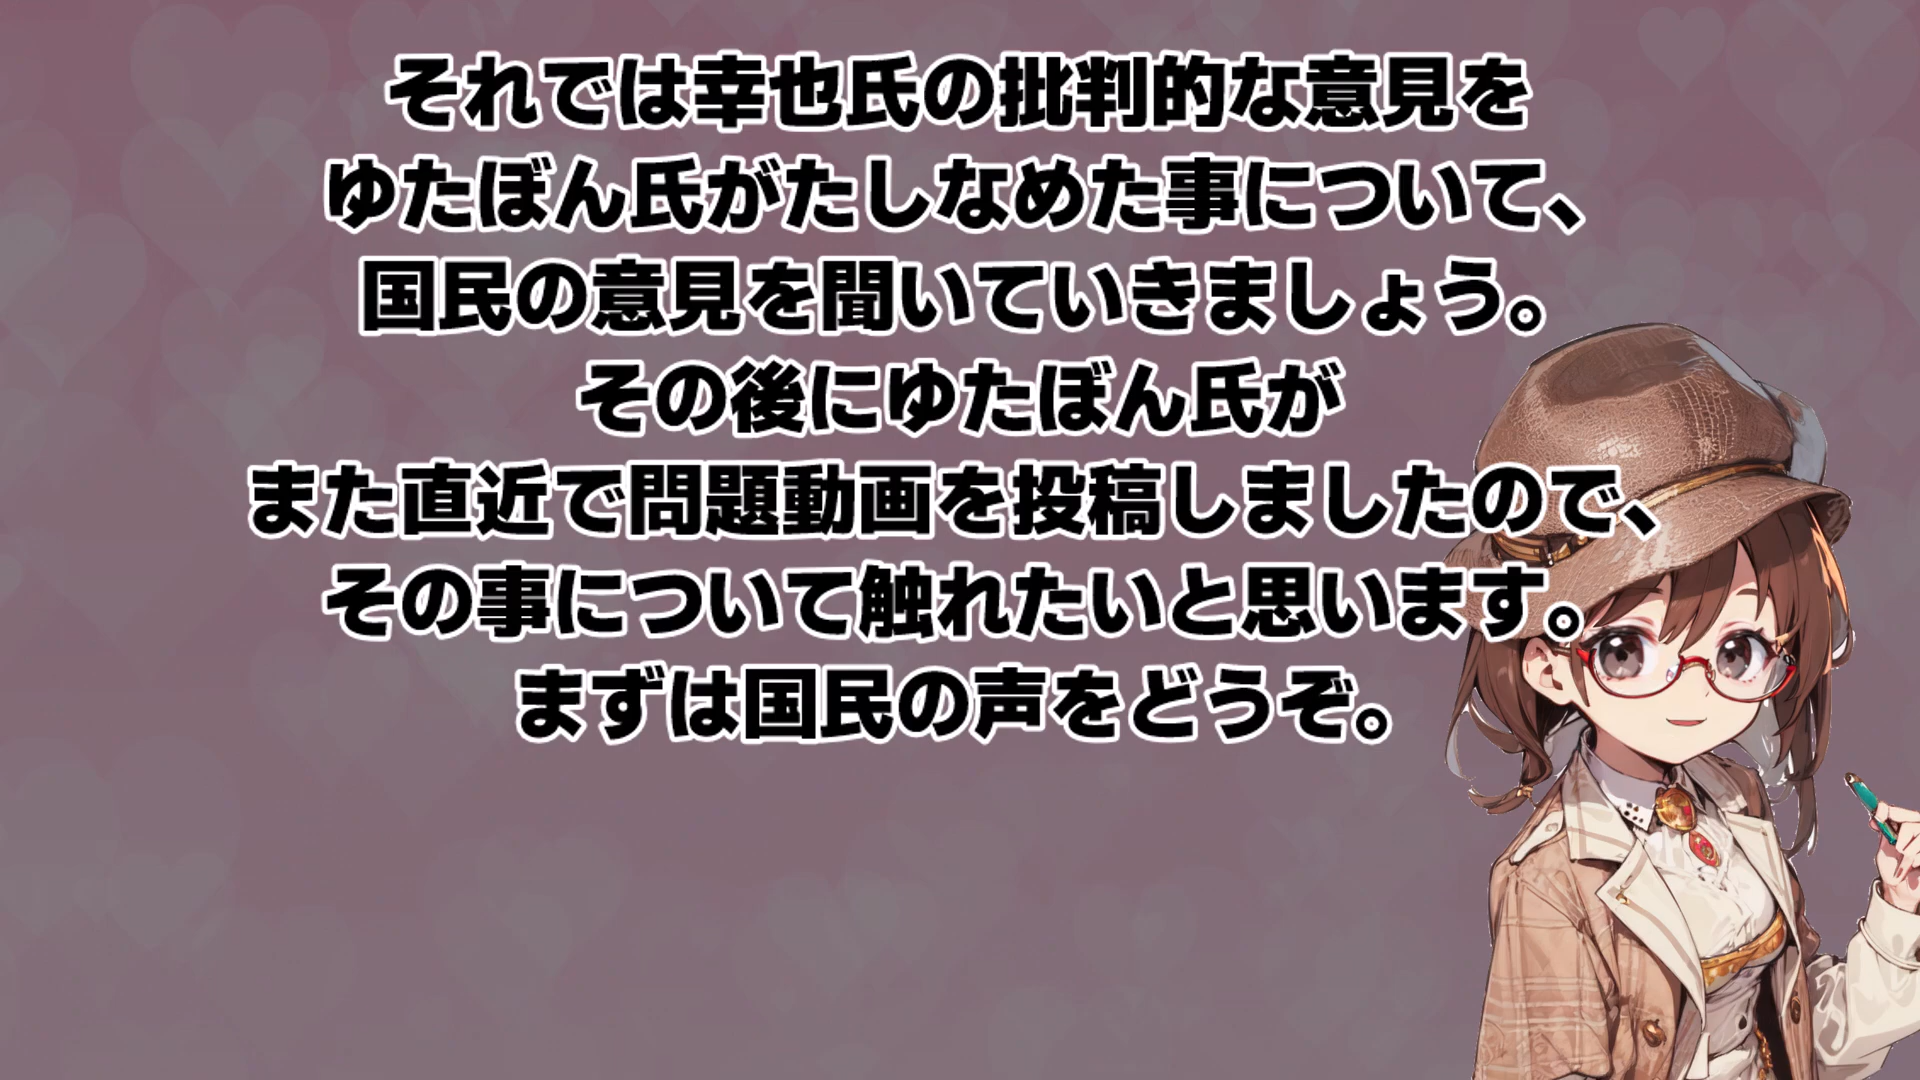 それでは幸也氏の批判的な意見を
ゆたぼん氏がたしなめた事について、
国民の意見を聞いていきましょう。
その後にゆたぼん氏が
また直近で問題動画を投稿しましたので、
その事について触れたいと思います。
まずは国民の声をどうぞ。